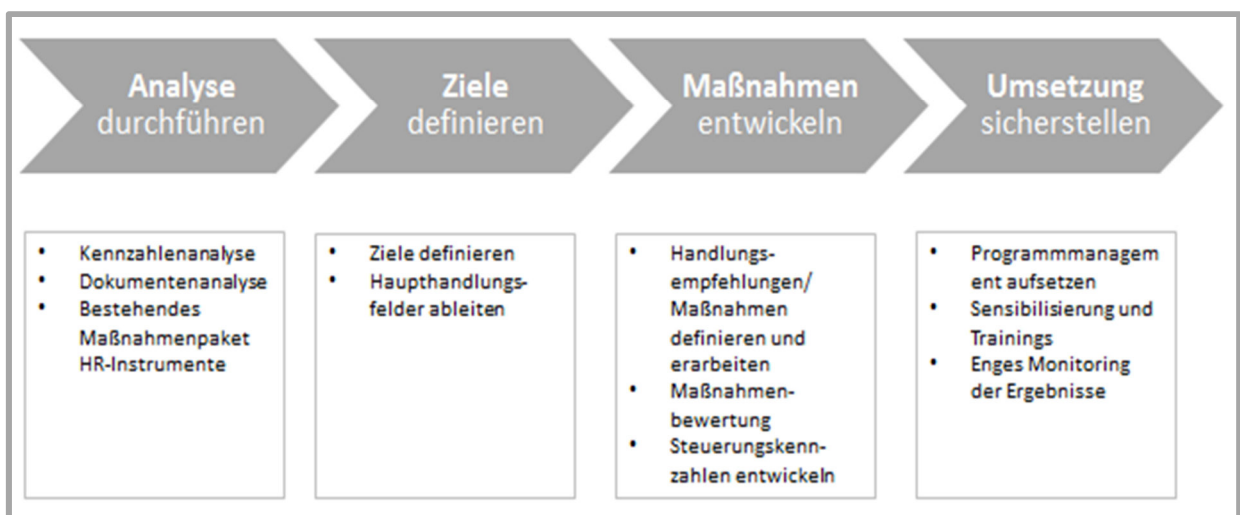 Analyse
durchführen
Ziele
definieren
Maßnahmen
entwickeln
Umsetzung
sicherstellen
• Kennzahlenanalyse
• Dokumentenanalyse
• Bestehendes
Maßnahmenpaket
HR-Instrumente
• Ziele definieren
• Haupthandlungs-
felder ableiten
• Handlungs-
empfehlungen/
Maßnahmen
definieren und
erarbeiten
• Maßnahmen-
bewertung
• Steuerungskenn-
zahlen entwickeln
• Programmmanagem
ent aufsetzen
• Sensibilisierung und
Trainings
• Enges Monitoring
der Ergebnisse